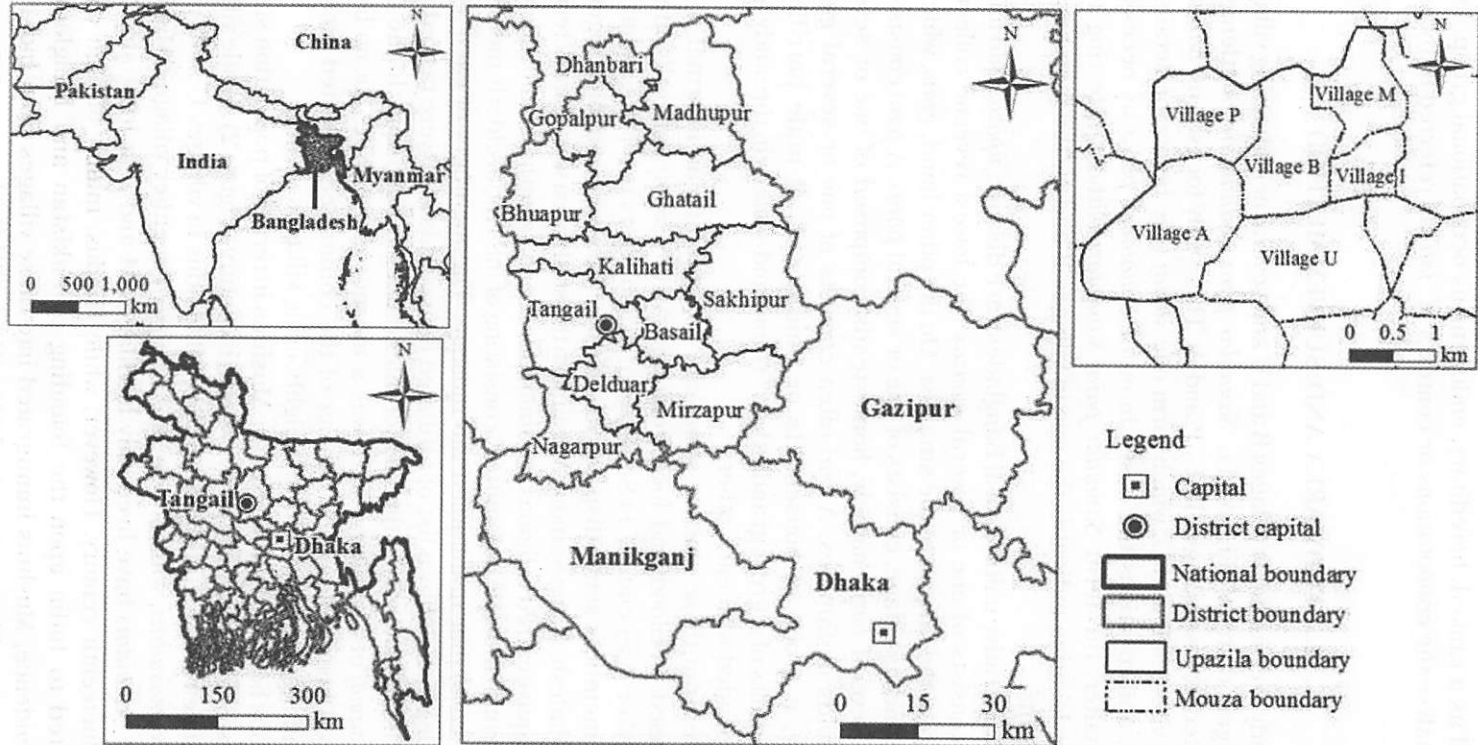 N
China
Pakistan
India
Myanmar
Bangladesh
0 500 1,000
km
N
Tangail
Dhaka
0 150 300
km
N
Dhanbari
Madhupur
Gopalpur
Ghatail
Bhuapur
Kalihati
Sakhipur
Tangail
Basail
Delduar
Mirzapur
Gazipur
Nagarpur
Manikganj
Dhaka
0 15 30
km
N
Village M
Village P
Village B
Village I
Village A
Village U
0 0.5 1
km
Legend
Capital
District capital
National boundary
District boundary
Upazila boundary
Mouza boundary